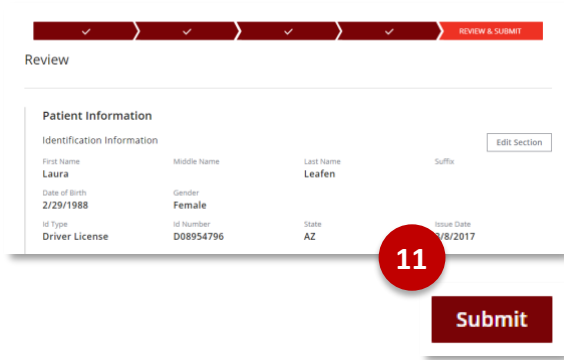 REVIEW & SUBMIT
Review
Patient Information
Identification Information
Edit Section
First Name Middle Name Last Name Suffix
Laura Leafen
Date of Birth Gender
2/29/1988 Female
Id Type Id Number State Issue Date
Driver License D08954796 AZ /8/2017
11
Submit